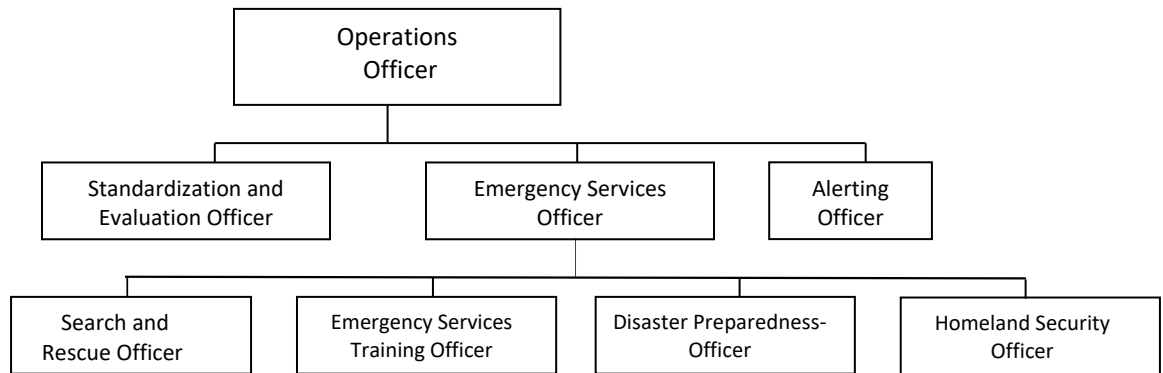 Operations
Officer
Standardization and
Evaluation Officer
Emergency Services
Officer
Alerting
Officer
Search and
Rescue Officer
Emergency Services
Training Officer
Disaster Preparedness-
Officer
Homeland Security
Officer